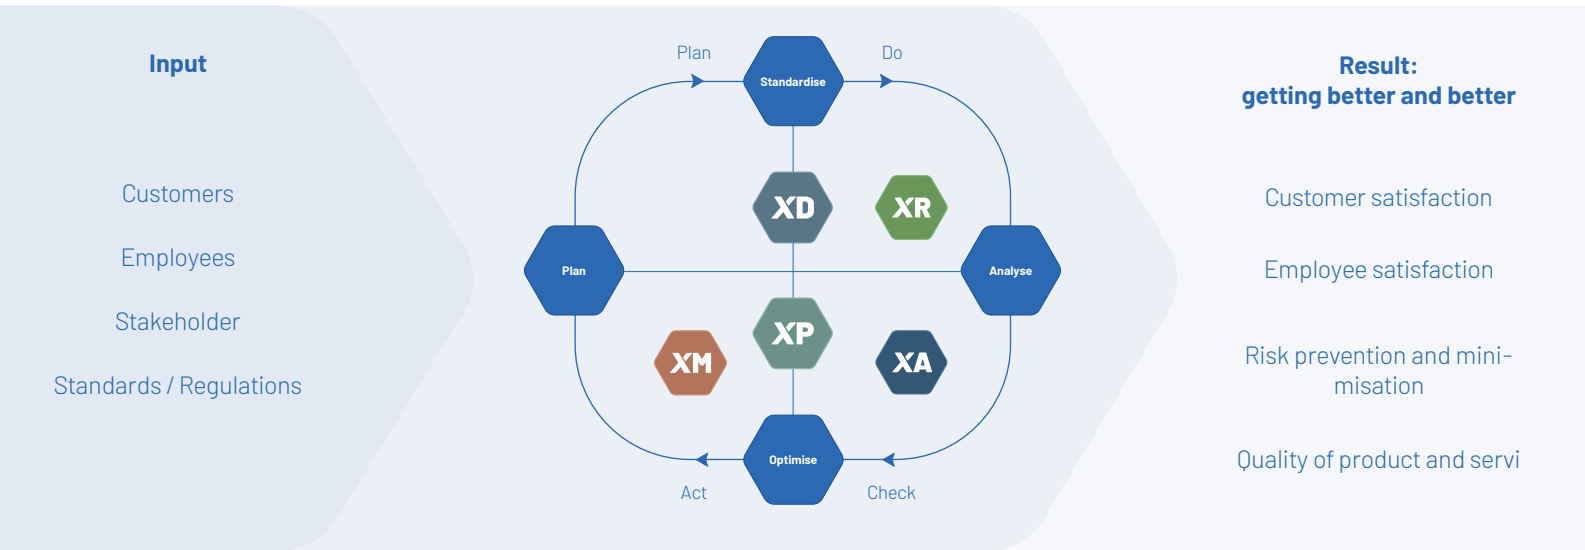 Input
Customers
Employees
Stakeholder
Standards / Regulations
Plan
Do
Standardise
XD
XR
Plan
Analyse
XP
XM
XA
Optimise
Act
Check
Result:
getting better and better
Customer satisfaction
Employee satisfaction
Risk prevention and mini-
misation
Quality of product and servi